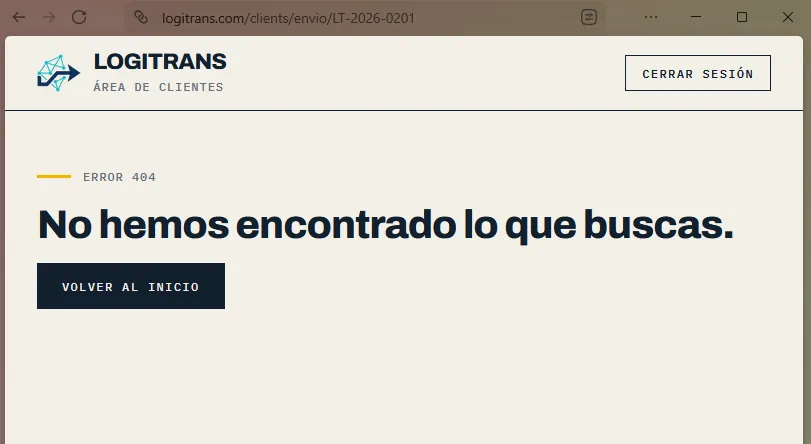 logitrans.com/clients/envio/LT-2026-0201
LOGITRANS
ÁREA DE CLIENTES
CERRAR SESIÓN
ERROR 404
No hemos encontrado lo que buscas.
VOLVER AL INICIO